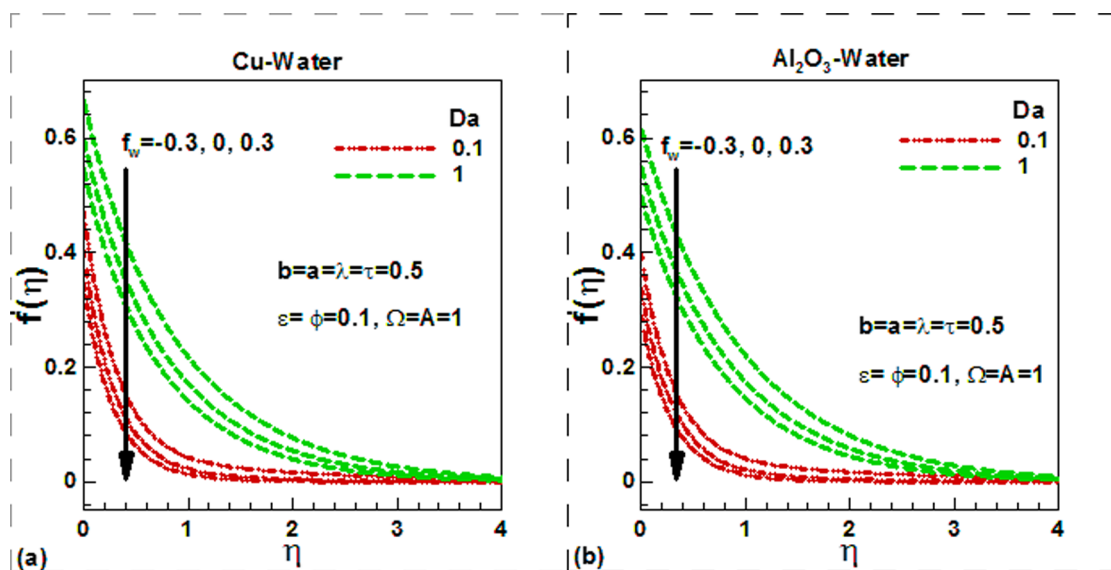 Cu-Water
0.6
0.4
0.2
0
f'(η)
f_w=-0.3, 0, 0.3
Da
0.1
1
b=a=λ=τ=0.5
ε= ϕ=0.1, Ω=A=1
0 1 2 3 4
(a)
η
Al₂O₃-Water
0.6
0.4
0.2
0
f'(η)
f_w=-0.3, 0, 0.3
Da
0.1
1
b=a=λ=τ=0.5
ε= ϕ=0.1, Ω=A=1
0 1 2 3 4
(b)
η